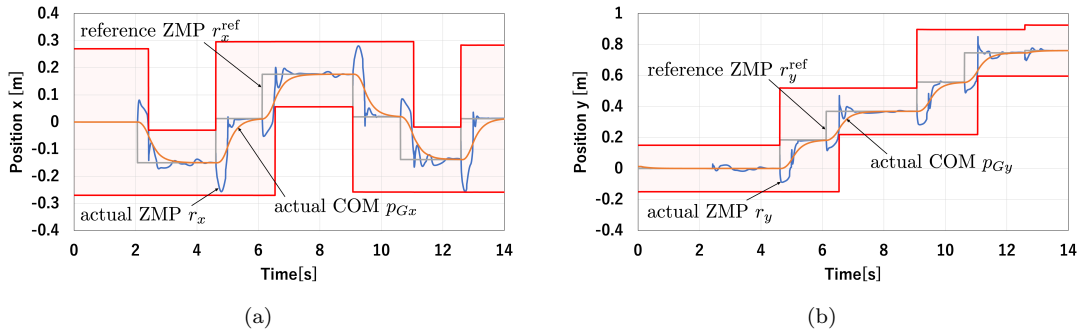 0.4
0.3
0.2
0.1
0
-0.1
-0.2
-0.3
-0.4
Position x [m]
reference ZMP r_x^ref
actual ZMP r_x
actual COM p_Gx
0 2 4 6 8 10 12 14
Time[s]
(a)
1
0.8
0.6
0.4
0.2
0
-0.2
-0.4
Position y [m]
reference ZMP r_y^ref
actual COM p_Gy
actual ZMP r_y
0 2 4 6 8 10 12 14
Time[s]
(b)